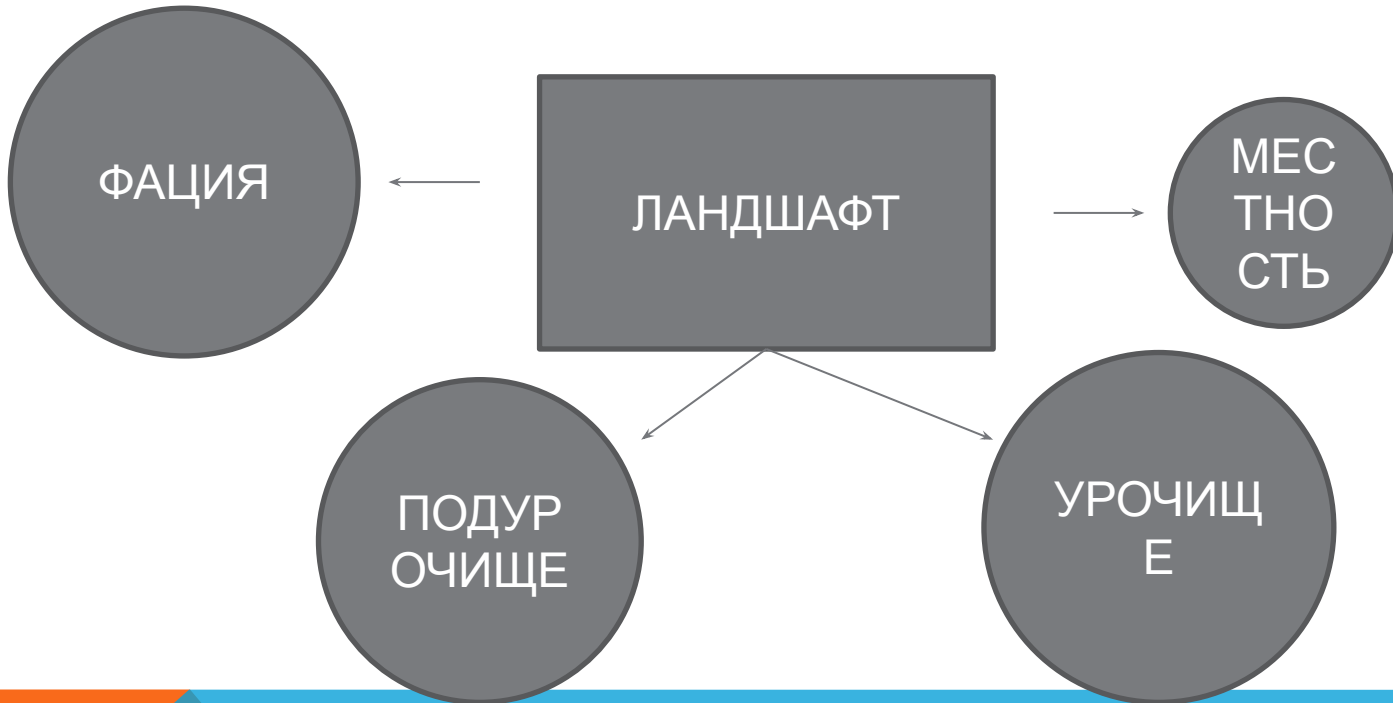 ФАЦИЯ
ЛАНДШАФТ
МЕС
ТНО
СТЬ
ПОДУР
ОЧИЩЕ
УРОЧИЩ
Е